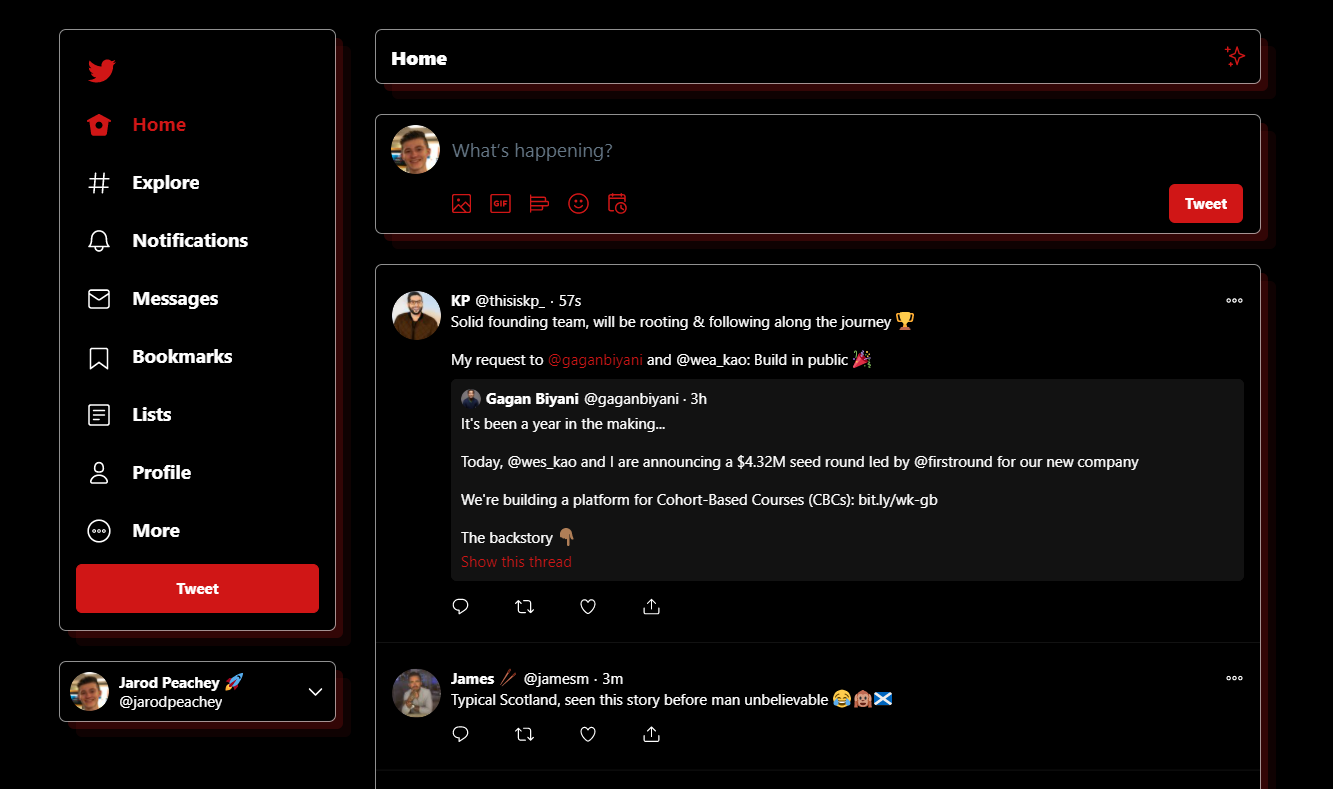 Home
Explore
Notifications
Messages
Bookmarks
Lists
Profile
More
Tweet
Jarod Peachey 🚀
@jarodpeachey
Home
What's happening?
GIF
Tweet
KP @thisiskp_ · 57s
Solid founding team, will be rooting & following along the journey 🏆
My request to @gaganbiyani and @wea_kao: Build in public 🎉
Gagan Biyani @gaganbiyani · 3h
It's been a year in the making...
Today, @wes_kao and I are announcing a $4.32M seed round led by @firstround for our new company
We're building a platform for Cohort-Based Courses (CBCs): bit.ly/wk-gb
The backstory 👇🏽
Show this thread
James 🥢 @jamesm · 3m
Typical Scotland, seen this story before man unbelievable 😂🙈🏴󠁧󠁢󠁳󠁣󠁴󠁿